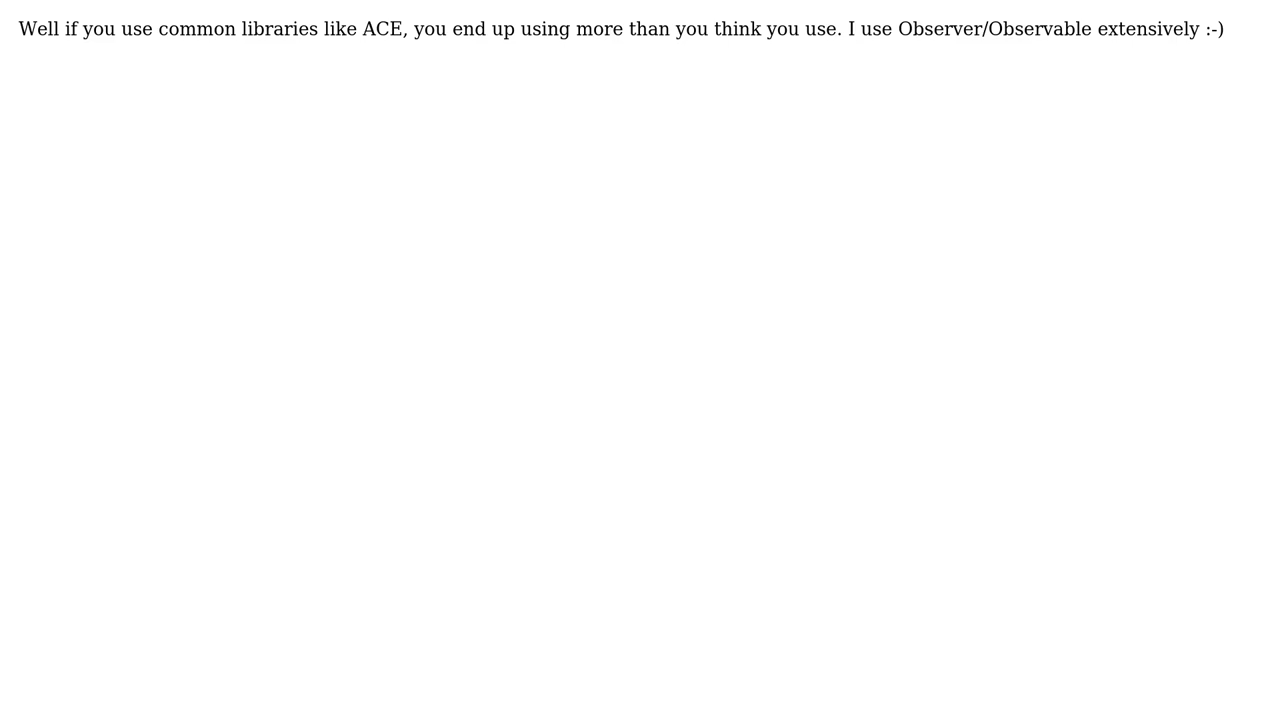 Well if you use common libraries like ACE, you end up using more than you think you use. I use Observer/Observable extensively :-)